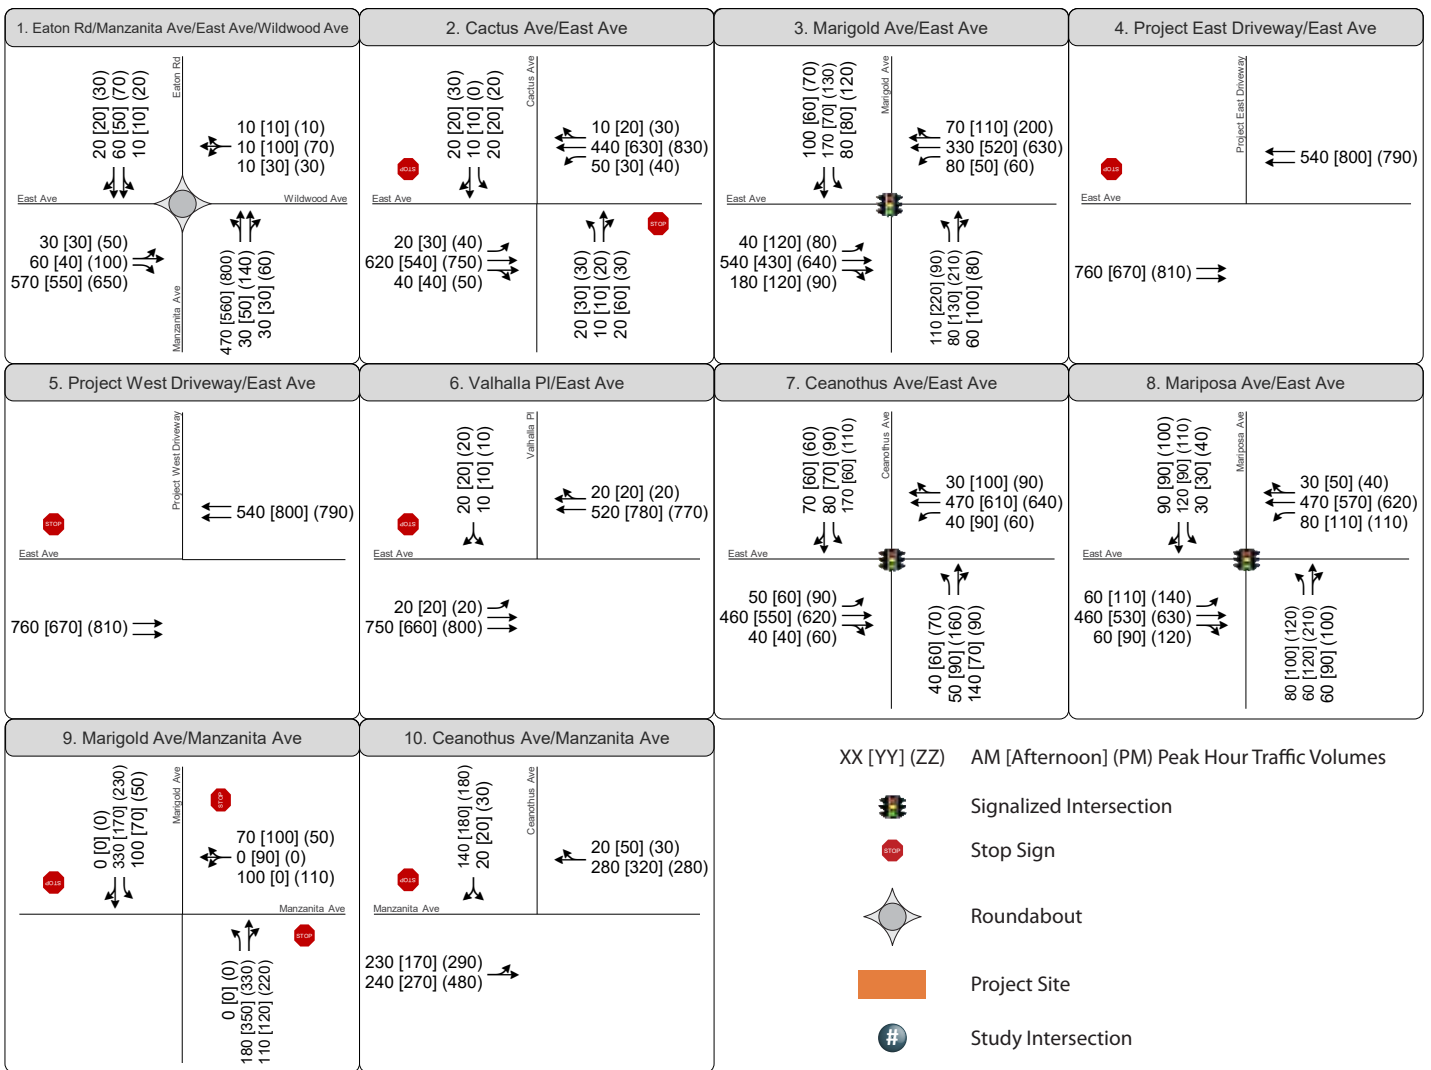 1. Eaton Rd/Manzanita Ave/East Ave/Wildwood Ave
20 [20] (30)
60 [50] (70)
10 [10] (20)
Eaton Rd
10 [10] (10)
10 [100] (70)
10 [30] (30)
East Ave
Wildwood Ave
30 [30] (50)
60 [40] (100)
570 [550] (650)
Manzanita Ave
470 [560] (800)
30 [50] (140)
30 [30] (60)
2. Cactus Ave/East Ave
20 [20] (30)
10 [10] (0)
20 [20] (20)
Cactus Ave
10 [20] (30)
440 [630] (830)
50 [30] (40)
STOP
East Ave
STOP
20 [30] (40)
620 [540] (750)
40 [40] (50)
20 [30] (30)
10 [10] (20)
20 [60] (30)
3. Marigold Ave/East Ave
100 [60] (70)
170 [70] (130)
80 [80] (120)
Marigold Ave
70 [110] (200)
330 [520] (630)
80 [50] (60)
East Ave
40 [120] (80)
540 [430] (640)
180 [120] (90)
110 [220] (90)
80 [130] (210)
60 [100] (80)
4. Project East Driveway/East Ave
Project East Driveway
540 [800] (790)
STOP
East Ave
760 [670] (810)
5. Project West Driveway/East Ave
Project West Driveway
540 [800] (790)
STOP
East Ave
760 [670] (810)
6. Valhalla Pl/East Ave
20 [20] (20)
10 [10] (10)
Valhalla Pl
20 [20] (20)
520 [780] (770)
STOP
East Ave
20 [20] (20)
750 [660] (800)
7. Ceanothus Ave/East Ave
70 [60] (60)
80 [70] (90)
170 [60] (110)
Ceanothus Ave
30 [100] (90)
470 [610] (640)
40 [90] (60)
East Ave
50 [60] (90)
460 [550] (620)
40 [40] (60)
40 [60] (70)
50 [90] (160)
140 [70] (90)
8. Mariposa Ave/East Ave
90 [90] (100)
120 [90] (110)
30 [30] (40)
Mariposa Ave
30 [50] (40)
470 [570] (620)
80 [110] (110)
East Ave
60 [110] (140)
460 [530] (630)
60 [90] (120)
80 [100] (120)
60 [120] (210)
60 [90] (100)
9. Marigold Ave/Manzanita Ave
0 [0] (0)
330 [170] (230)
100 [70] (50)
Marigold Ave
STOP
70 [100] (50)
0 [90] (0)
100 [0] (110)
STOP
Manzanita Ave
STOP
0 [0] (0)
180 [350] (330)
110 [120] (220)
10. Ceanothus Ave/Manzanita Ave
140 [180] (180)
20 [20] (30)
Ceanothus Ave
20 [50] (30)
280 [320] (280)
STOP
Manzanita Ave
230 [170] (290)
240 [270] (480)
XX [YY] (ZZ) AM [Afternoon] (PM) Peak Hour Traffic Volumes
Signalized Intersection
STOP Stop Sign
Roundabout
Project Site
# Study Intersection